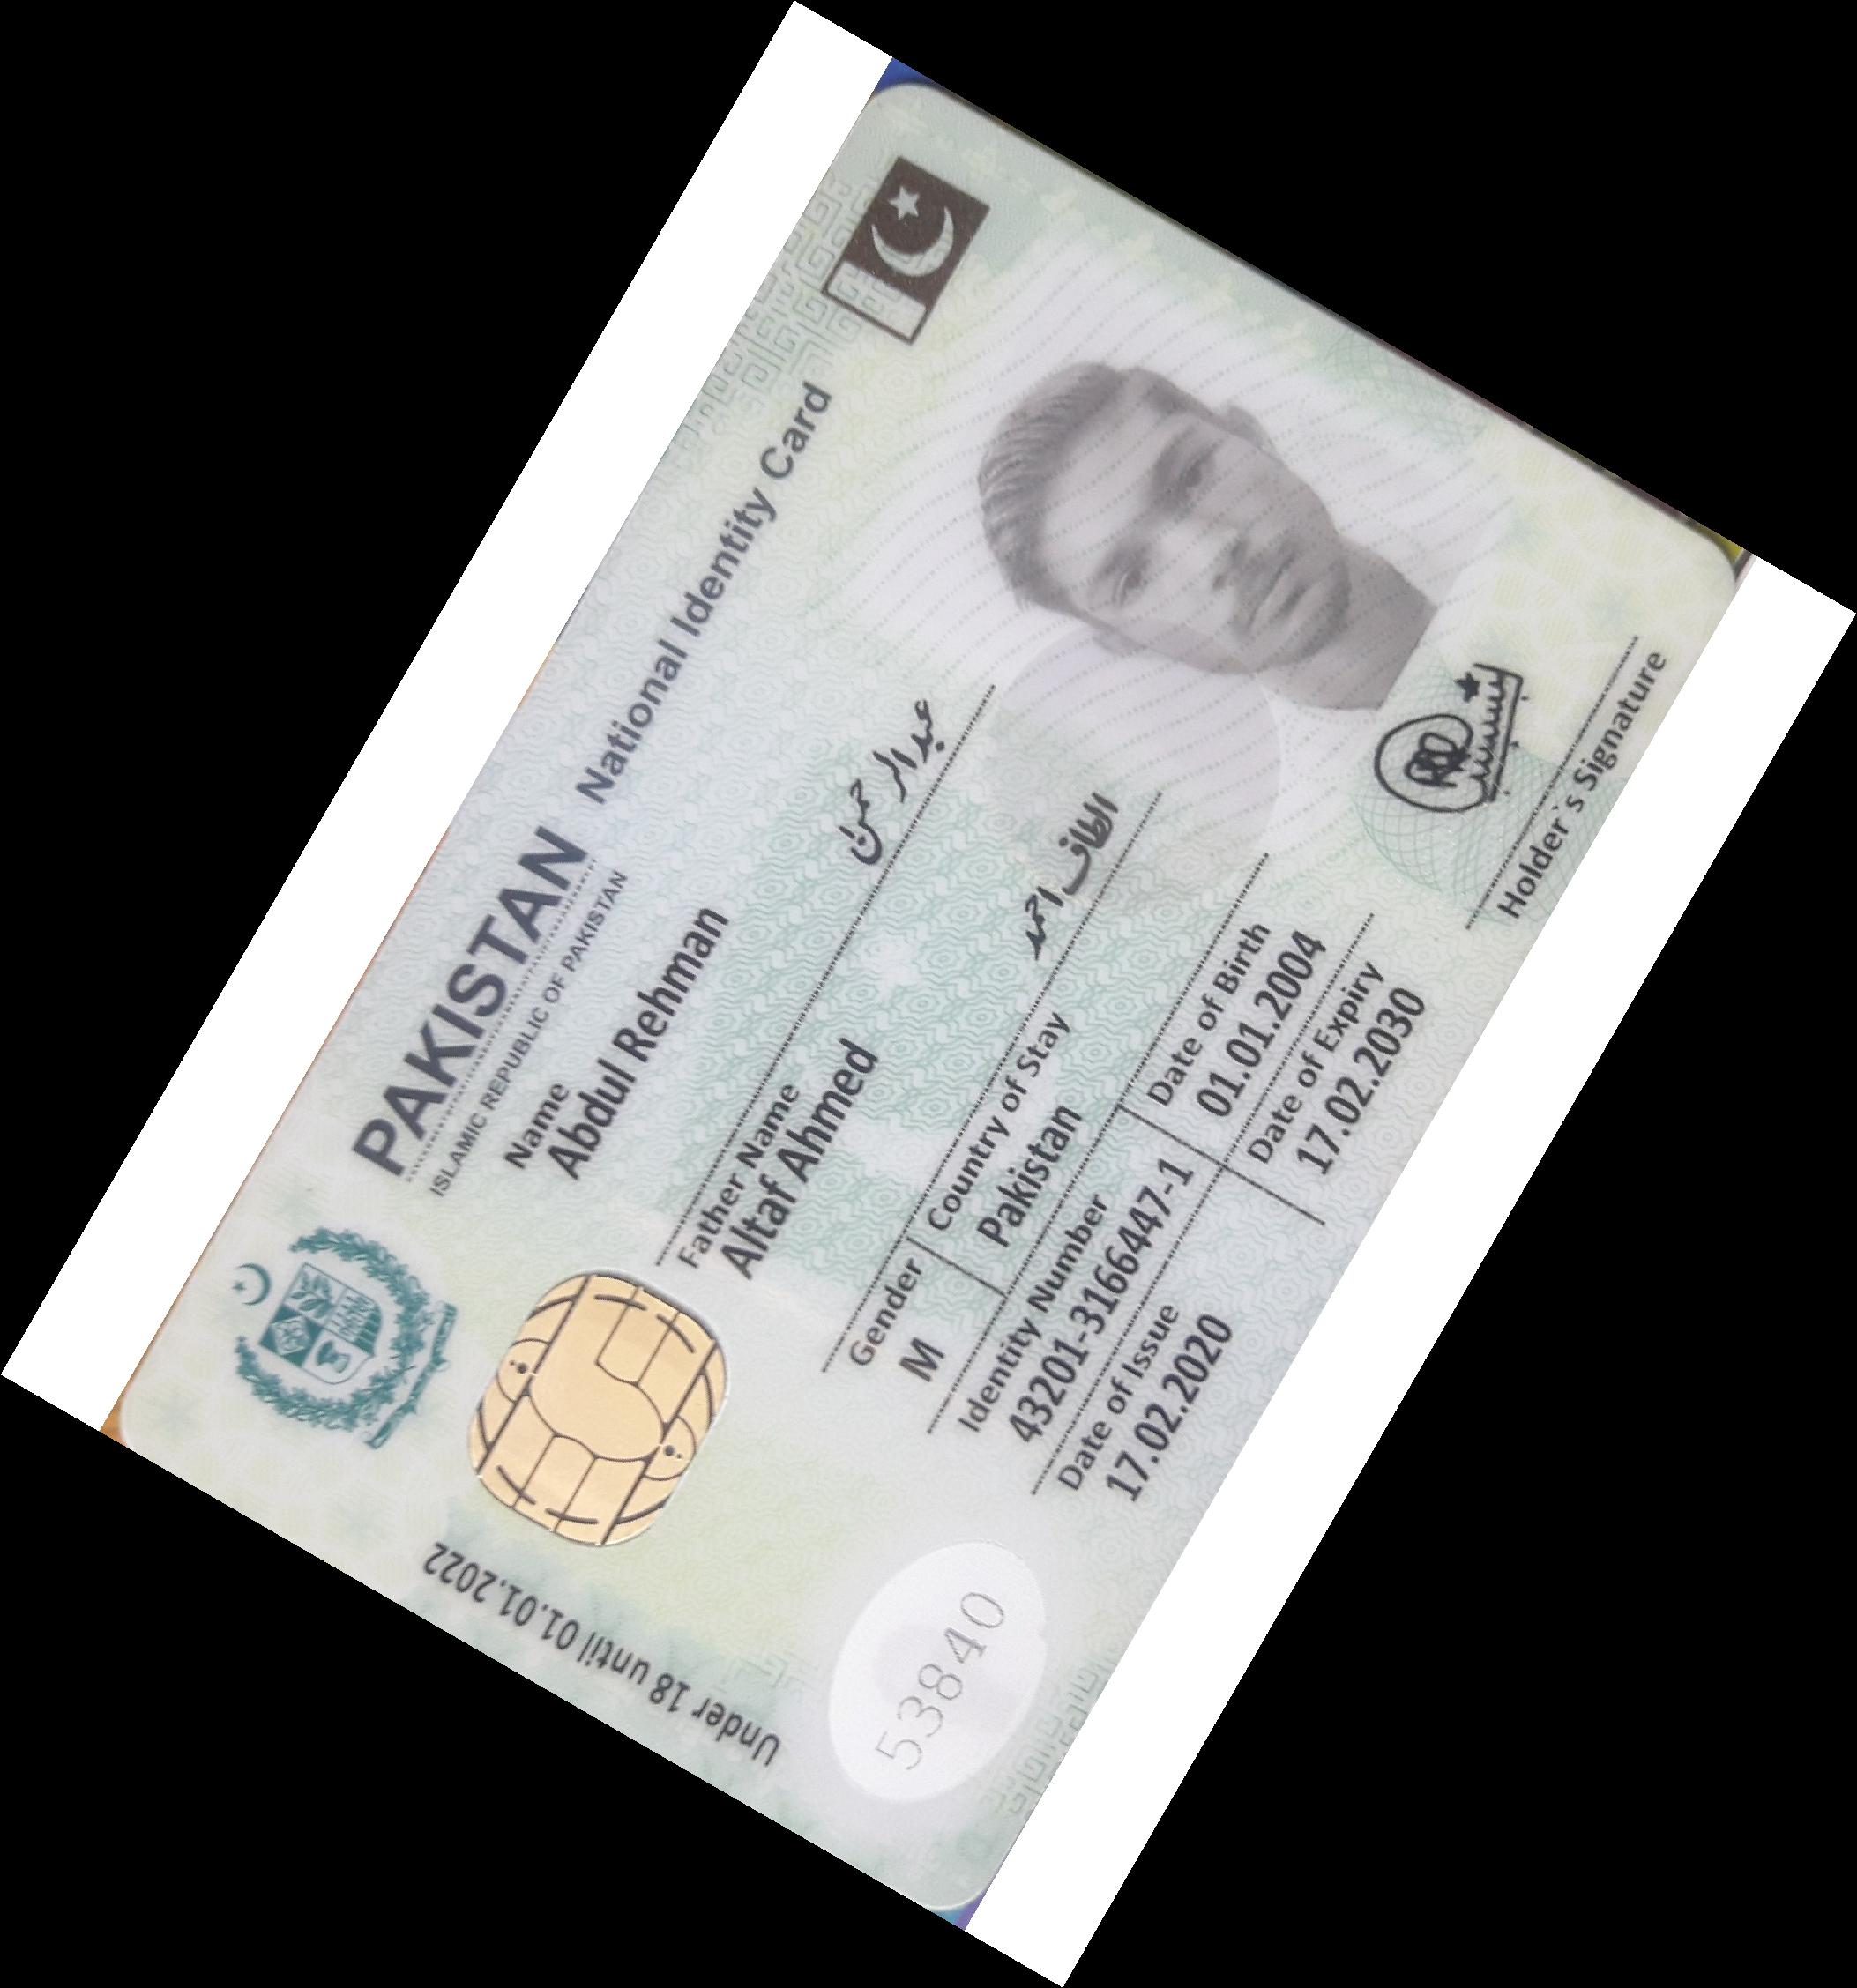 PAKISTAN National Identity Card
ISLAMIC REPUBLIC OF PAKISTAN
Name
Abdul Rehman
عبدالرحمن
Father Name
Altaf Ahmed
الطاف احمد
Gender Country of Stay
M Pakistan
Identity Number Date of Birth
43201-3166447-1 01.01.2004
Date of Issue Date of Expiry
17.02.2020 17.02.2030
Holder's Signature
Under 18 until 01.01.2022
53840